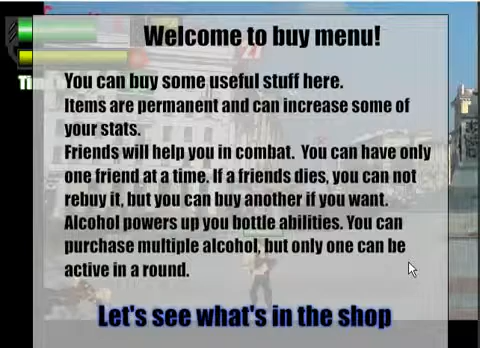 Welcome to buy menu!
You can buy some useful stuff here.
Items are permanent and can increase some of
your stats.
Friends will help you in combat. You can have only
one friend at a time. If a friends dies, you can not
rebuy it, but you can buy another if you want.
Alcohol powers up you bottle abilities. You can
purchase multiple alcohol, but only one can be
active in a round.
Let's see what's in the shop